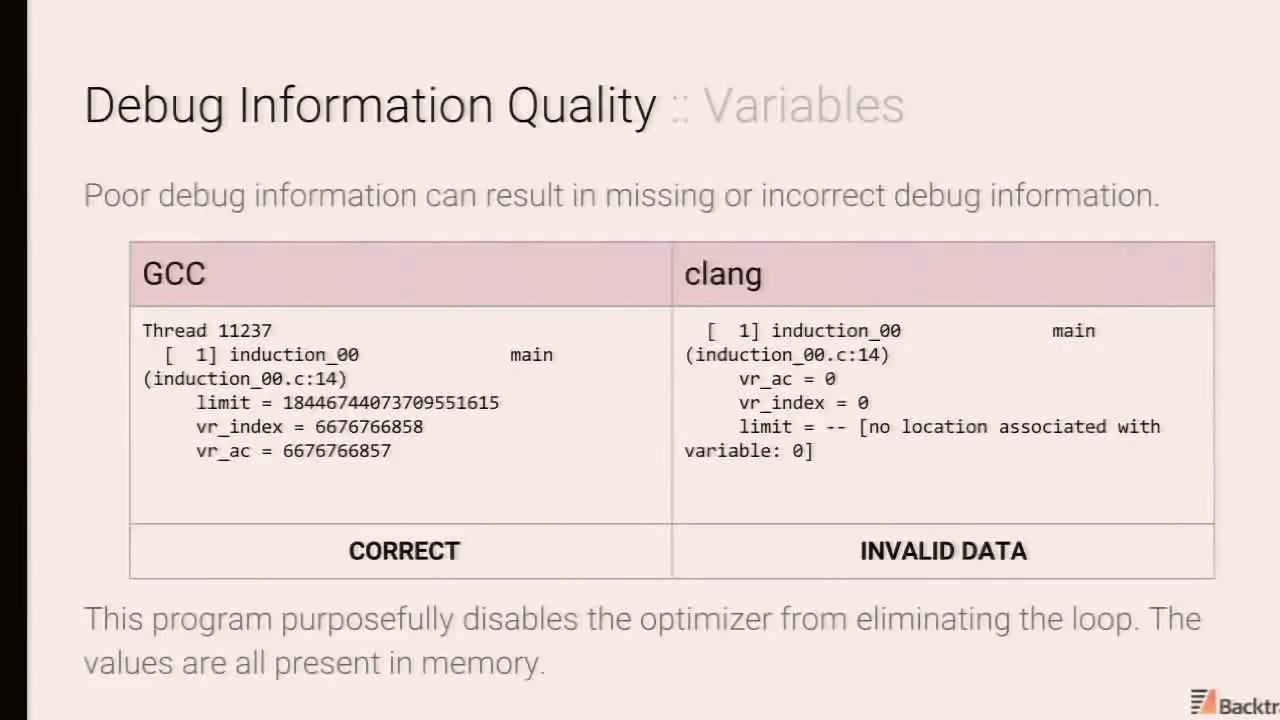 Debug Information Quality :: Variables
Poor debug information can result in missing or incorrect debug information.
GCC
Thread 11237
[ 1] induction_00 main
(induction_00.c:14)
limit = 18446744073709551615
vr_index = 6676766858
vr_ac = 6676766857
CORRECT
clang
[ 1] induction_00 main
(induction_00.c:14)
vr_ac = 0
vr_index = 0
limit = -- [no location associated with
variable: 0]
INVALID DATA
This program purposefully disables the optimizer from eliminating the loop. The
values are all present in memory.
Backtra